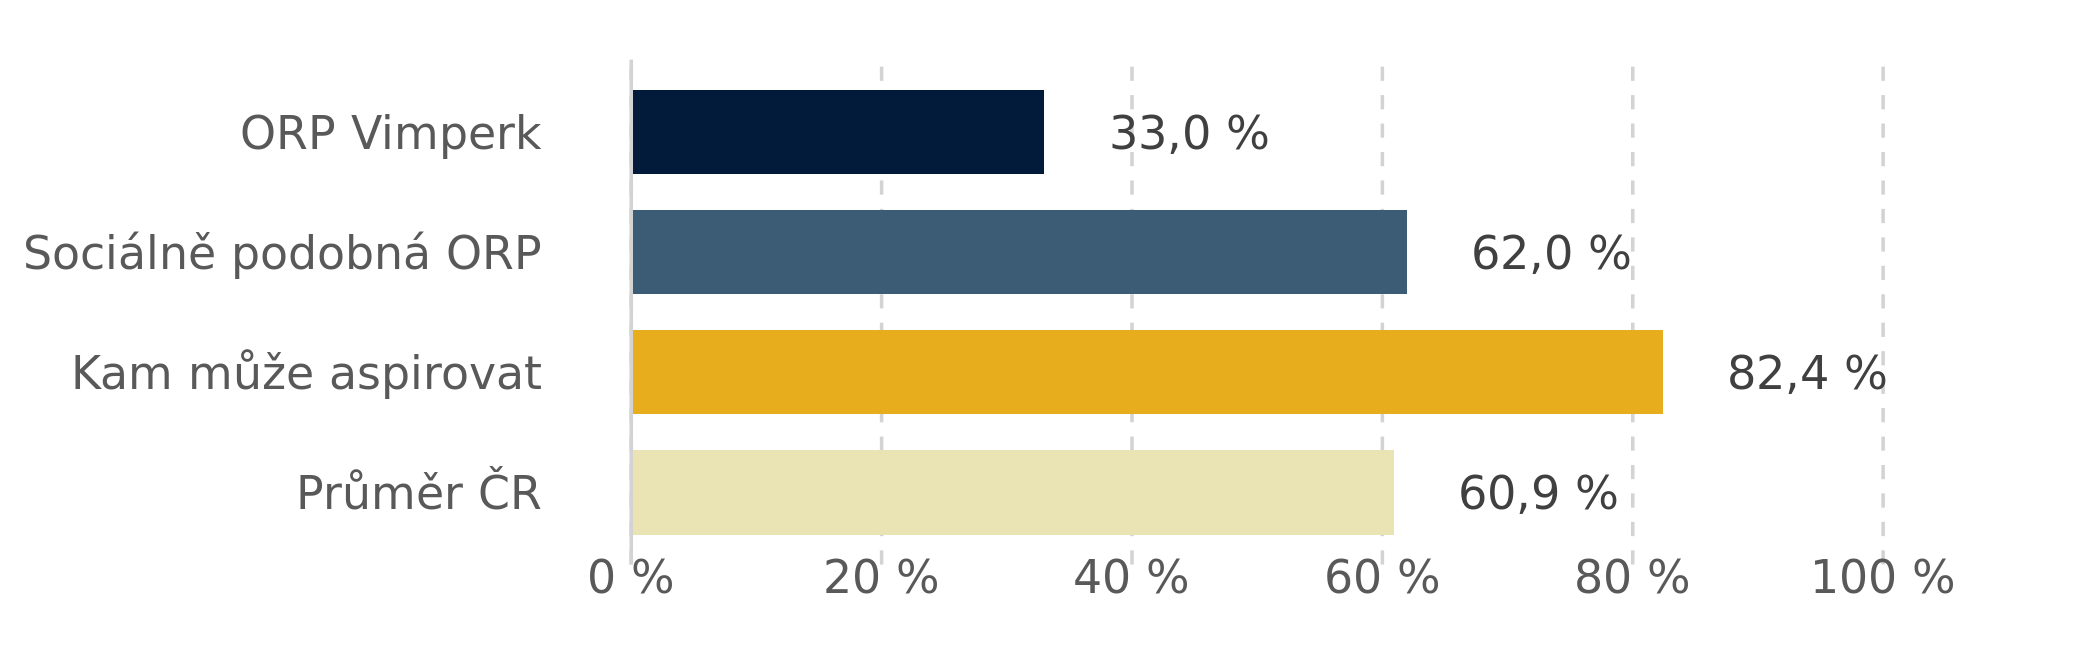 ORP Vimperk 33,0 %
Sociálně podobná ORP 62,0 %
Kam může aspirovat 82,4 %
Průměr ČR 60,9 %
0 % 20 % 40 % 60 % 80 % 100 %